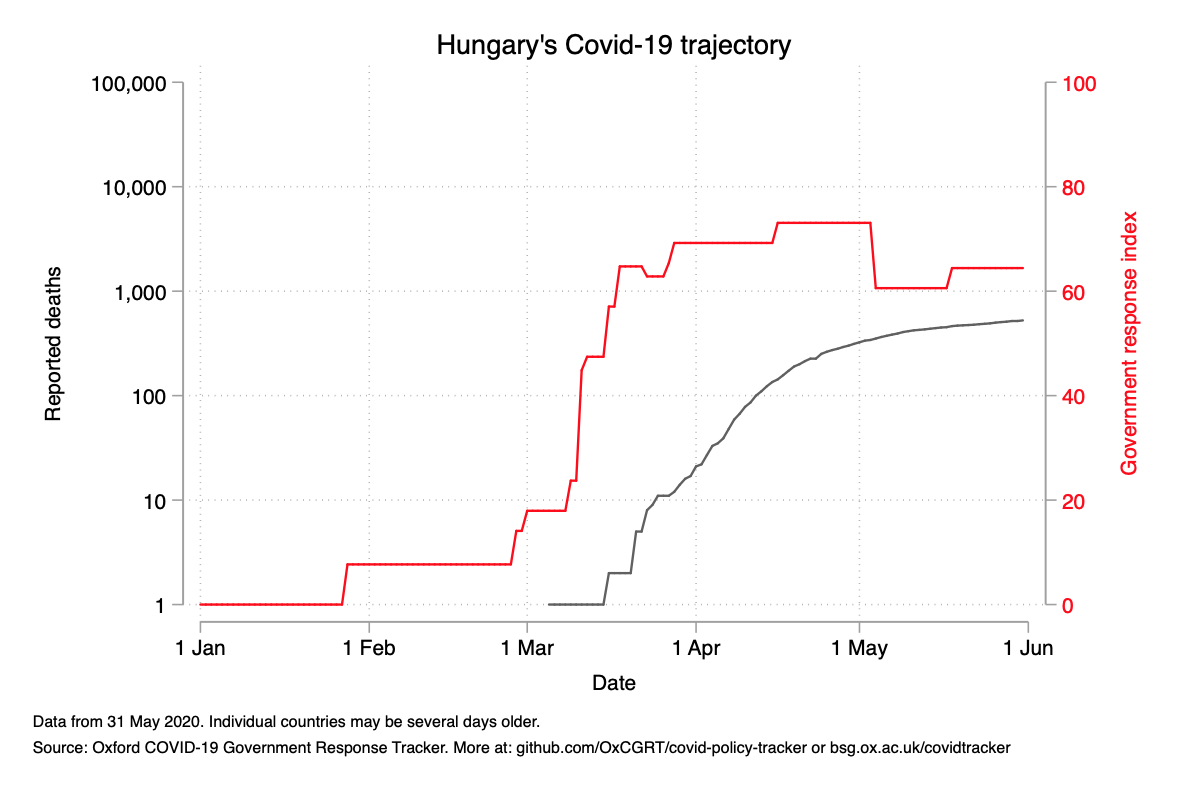 Hungary's Covid-19 trajectory
100,000
10,000
1,000
100
10
1
Reported deaths
100
80
60
40
20
0
Government response index
1 Jan
1 Feb
1 Mar
1 Apr
1 May
1 Jun
Date
Data from 31 May 2020. Individual countries may be several days older.
Source: Oxford COVID-19 Government Response Tracker. More at: github.com/OxCGRT/covid-policy-tracker or bsg.ox.ac.uk/covidtracker